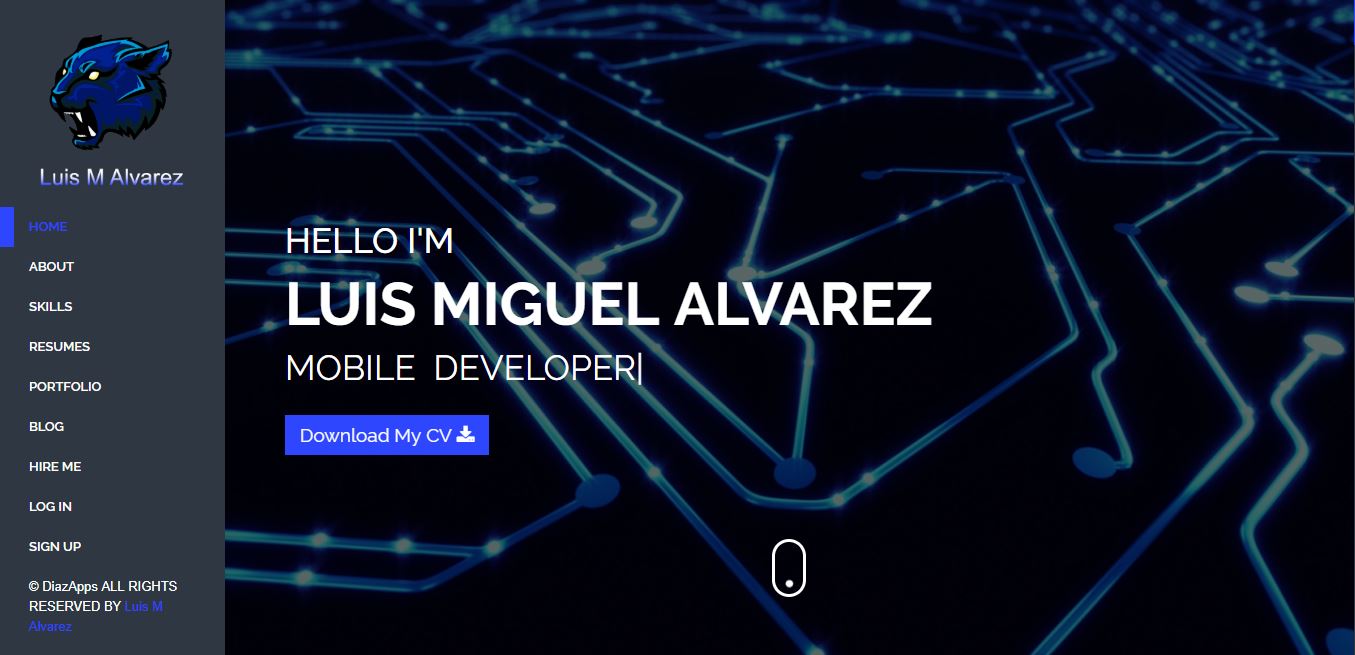 Luis M Alvarez
HOME
ABOUT
SKILLS
RESUMES
PORTFOLIO
BLOG
HIRE ME
LOG IN
SIGN UP
© DiazApps ALL RIGHTS
RESERVED BY Luis M
Alvarez
HELLO I'M
LUIS MIGUEL ALVAREZ
MOBILE DEVELOPER|
Download My CV